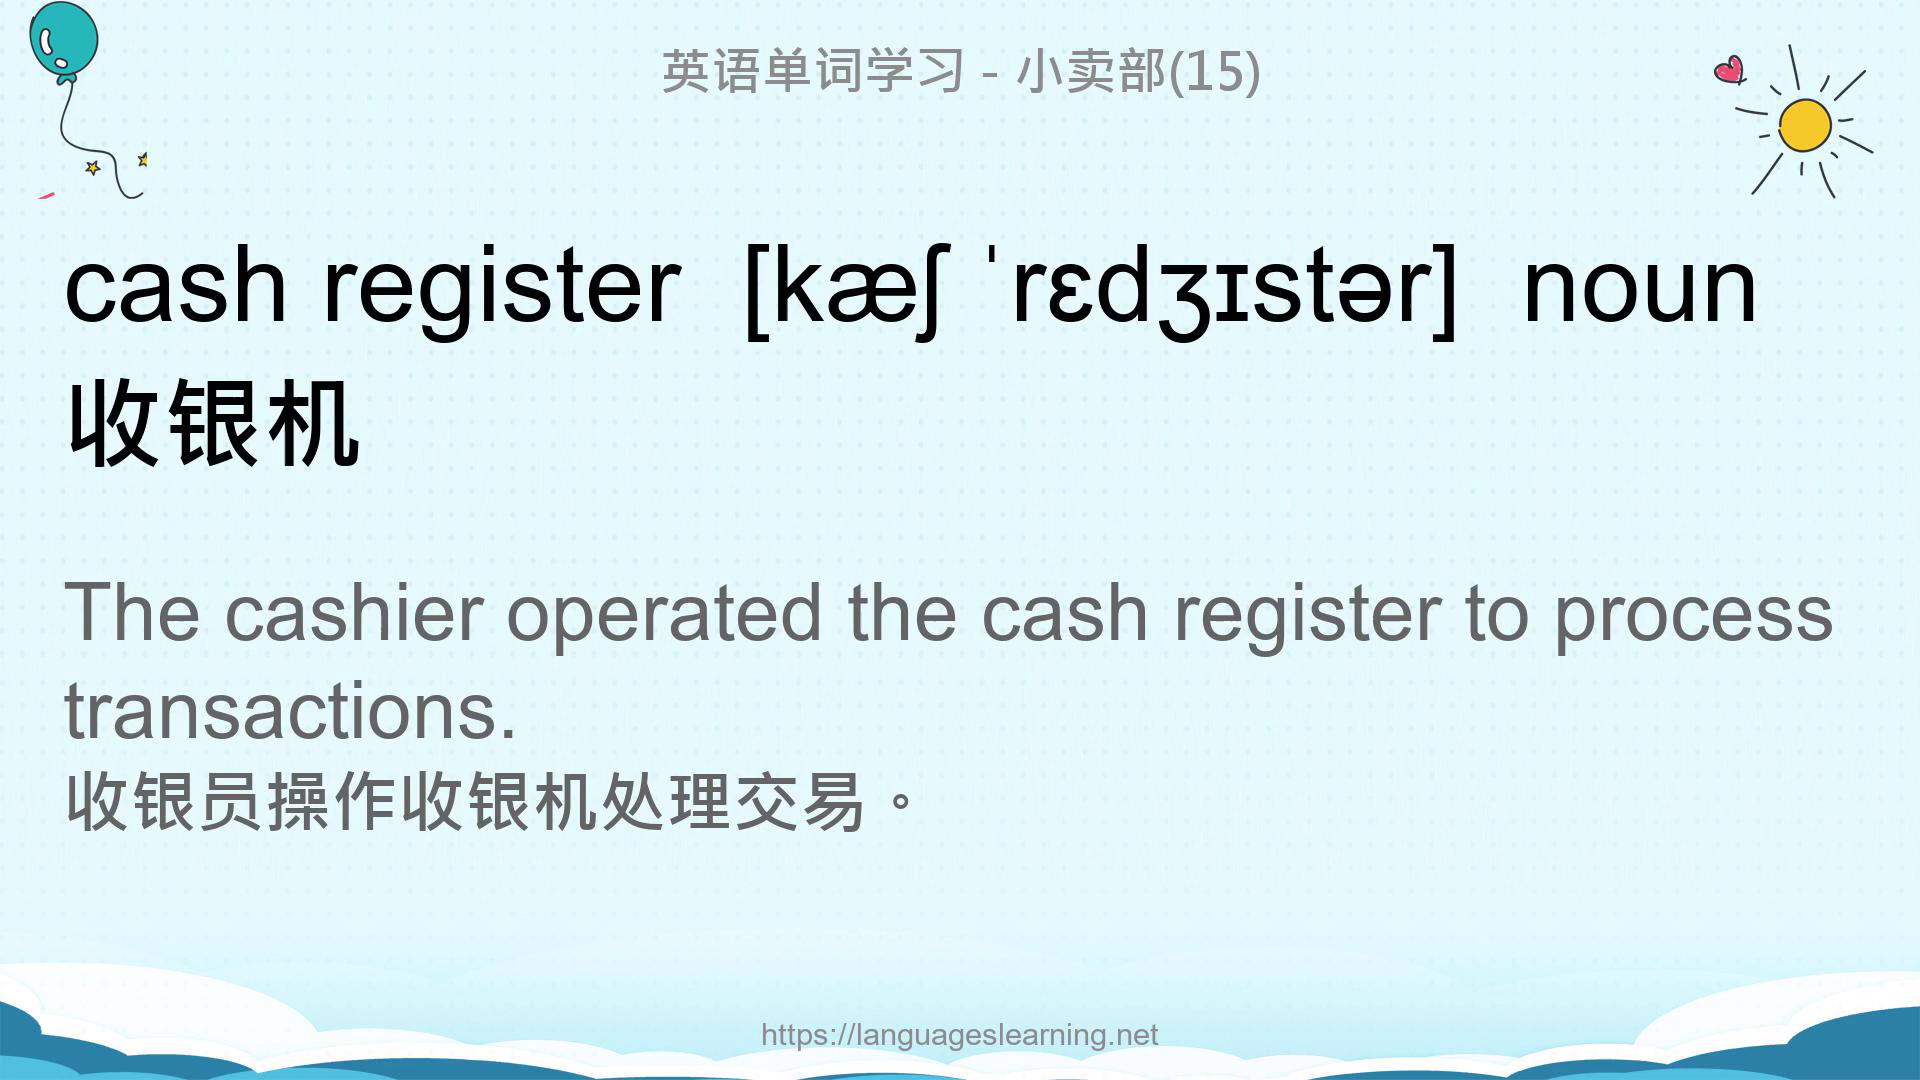 英语单词学习 - 小卖部(15)
cash register  [kæʃ ˈrɛdʒɪstər]  noun
收银机
The cashier operated the cash register to process
transactions.
收银员操作收银机处理交易。
https://languageslearning.net